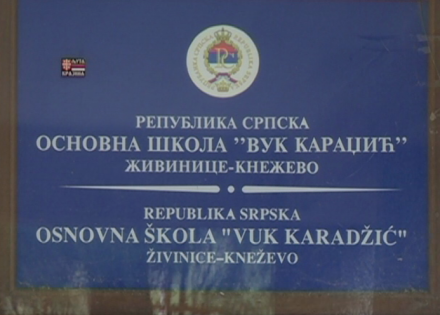 РЕПУБЛИКА СРПСКА
ОСНОВНА ШКОЛА ”ВУК КАРАЏИЋ”
ЖИВИНИЦЕ-КНЕЖЕВО
REPUBLIKA SRPSKA
OSNOVNA ŠKOLA "VUK KARADŽIĆ"
ŽIVINICE-KNEŽEVO